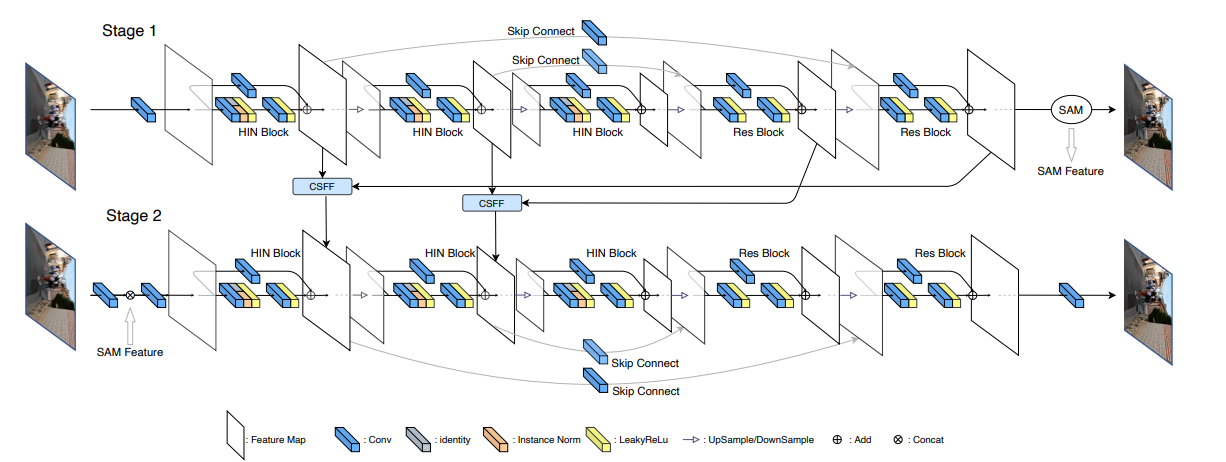 Stage 1
Skip Connect
Skip Connect
HIN Block
HIN Block
HIN Block
Res Block
Res Block
SAM
SAM Feature
CSFF
CSFF
Stage 2
HIN Block
HIN Block
HIN Block
Res Block
Res Block
SAM Feature
Skip Connect
Skip Connect
: Feature Map
: Conv
: identity
: Instance Norm
: LeakyReLu
: UpSample/DownSample
: Add
: Concat